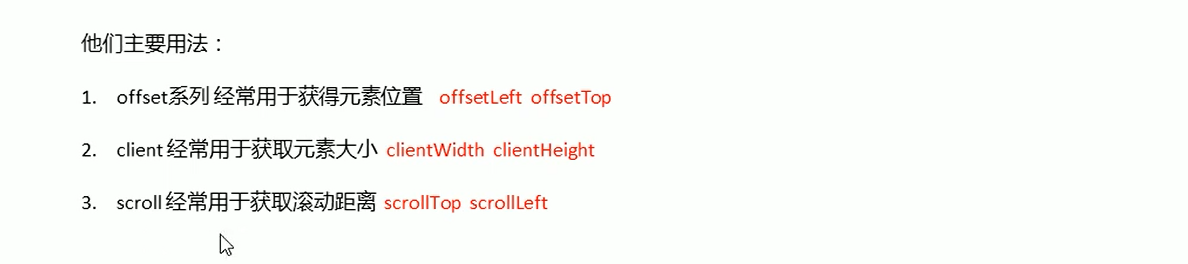 他们主要用法：
1. offset系列 经常用于获得元素位置 offsetLeft offsetTop
2. client 经常用于获取元素大小 clientWidth clientHeight
3. scroll 经常用于获取滚动距离 scrollTop scrollLeft